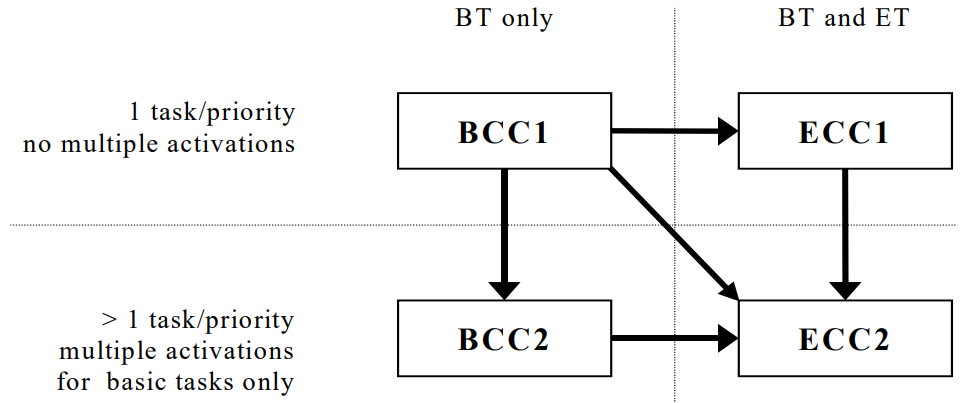 BT only
BT and ET
1 task/priority
no multiple activations
BCC1
ECC1
> 1 task/priority
multiple activations
for basic tasks only
BCC2
ECC2